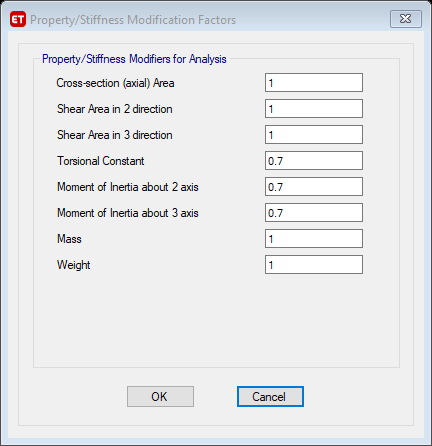 ET Property/Stiffness Modification Factors
Property/Stiffness Modifiers for Analysis
Cross-section (axial) Area 1
Shear Area in 2 direction 1
Shear Area in 3 direction 1
Torsional Constant 0.7
Moment of Inertia about 2 axis 0.7
Moment of Inertia about 3 axis 0.7
Mass 1
Weight 1
OK Cancel